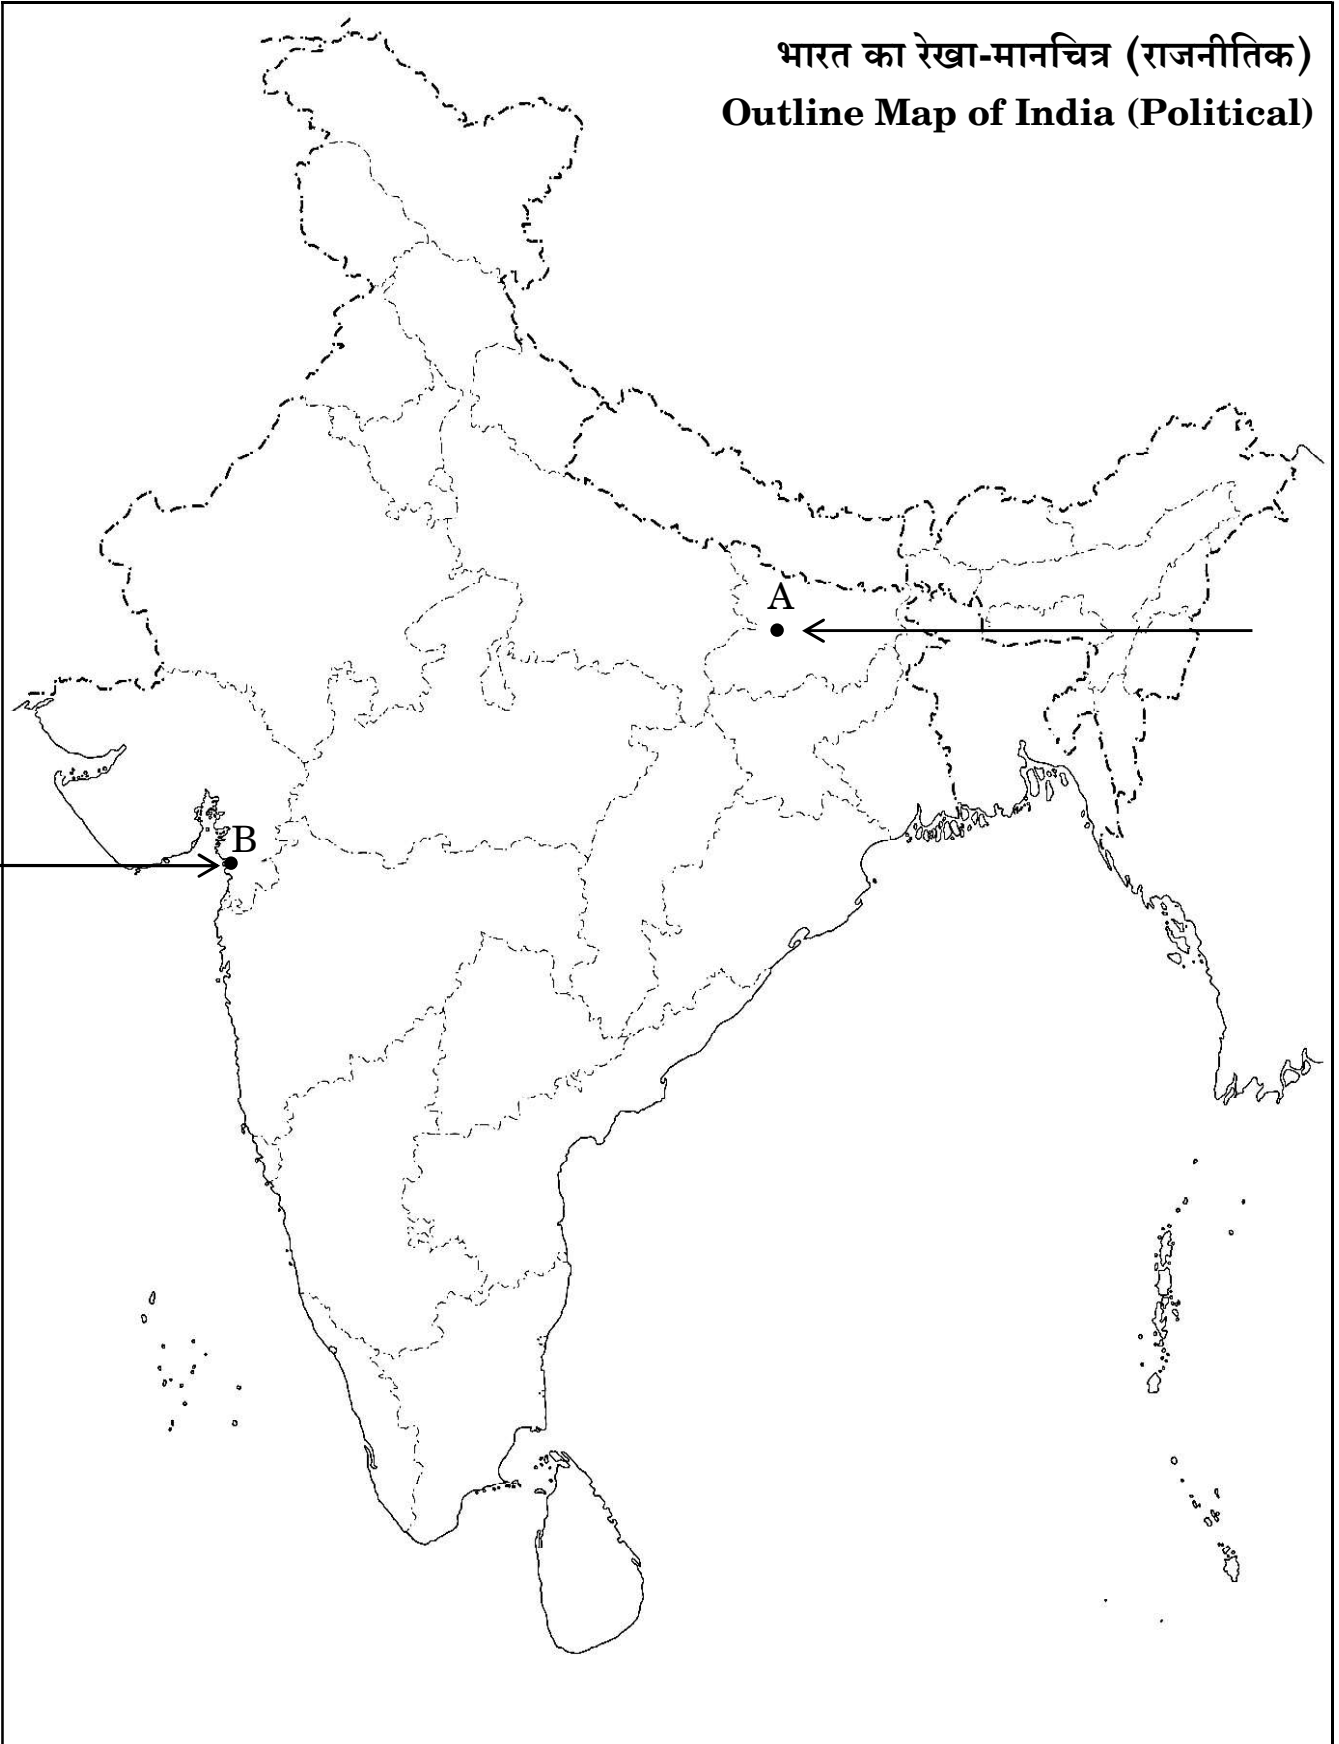 भारत का रेखा-मानचित्र (राजनीतिक)
Outline Map of India (Political)
A
B